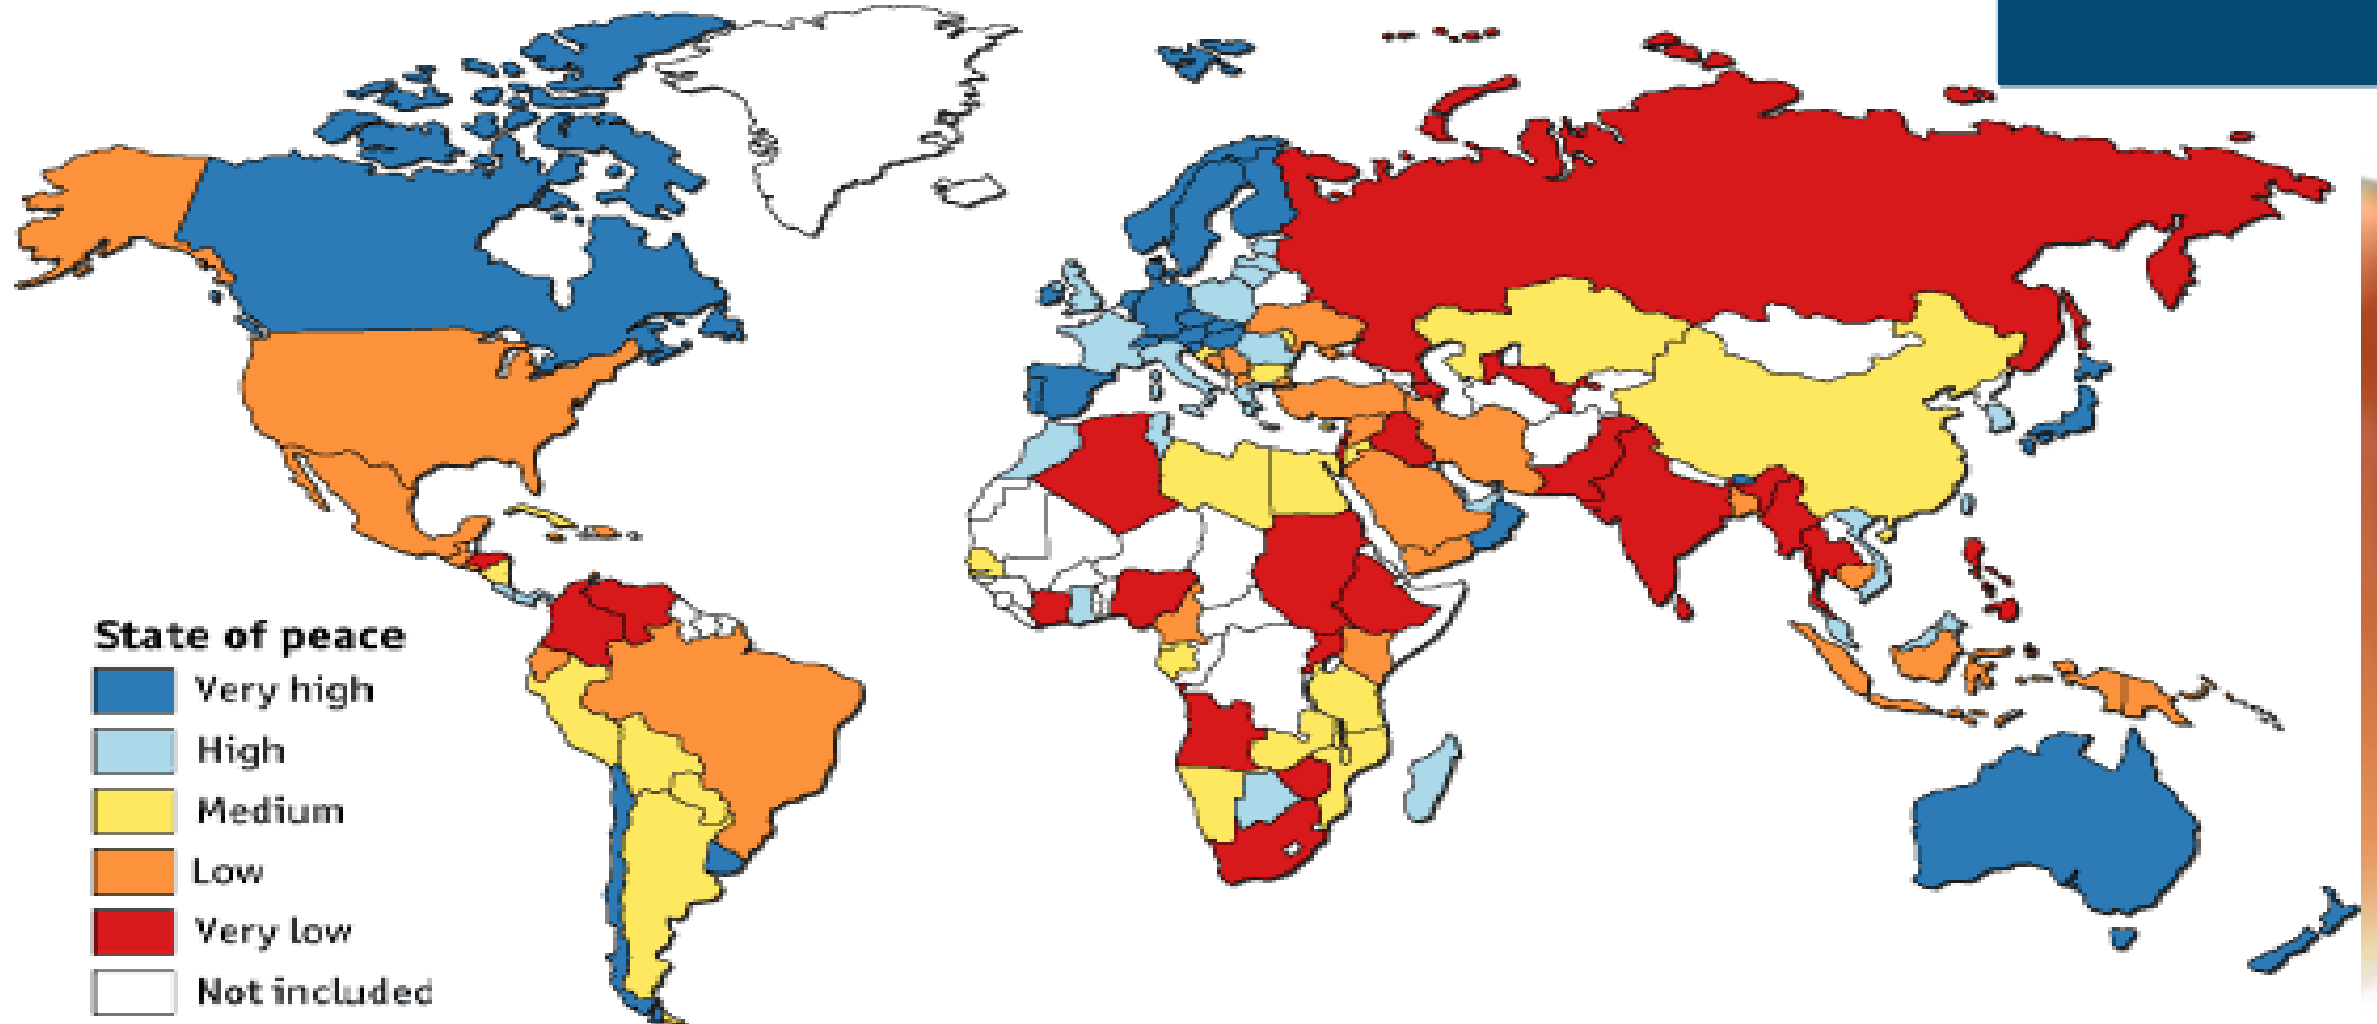 State of peace
Very high
High
Medium
Low
Very low
Not included